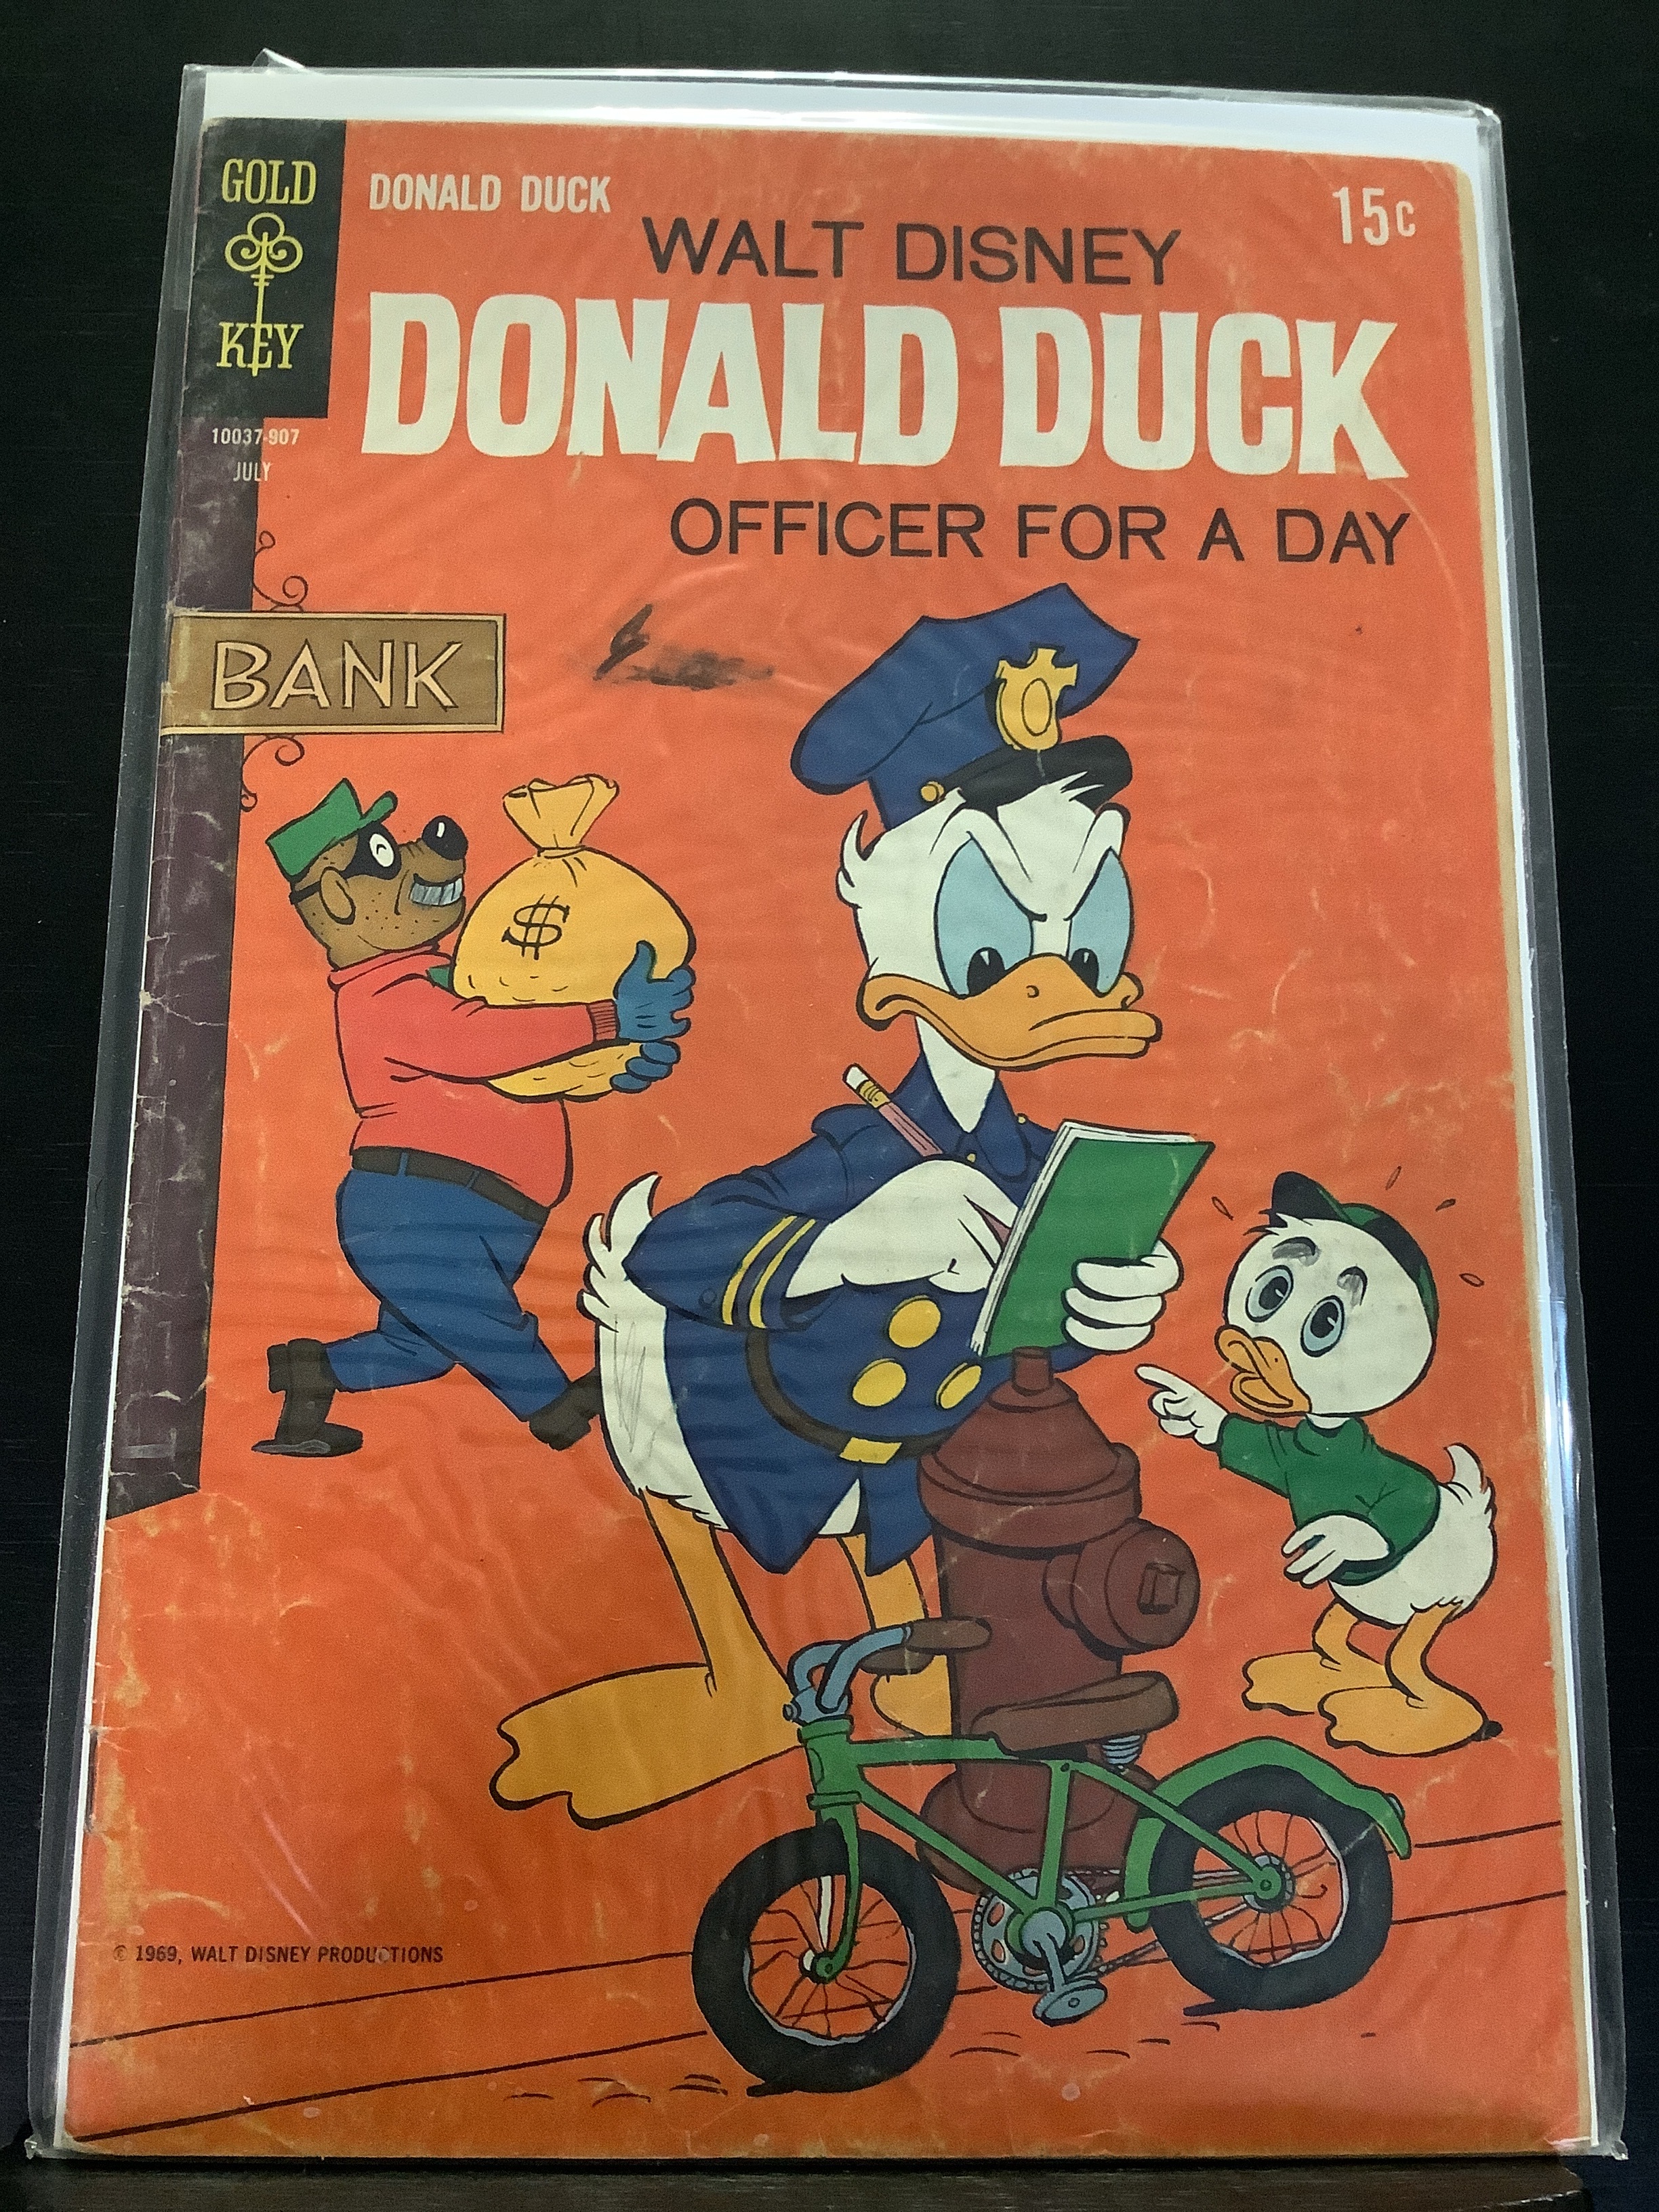 GOLD
KEY
DONALD DUCK
15c
WALT DISNEY
DONALD DUCK
10037-907
JULY
OFFICER FOR A DAY
BANK
$
© 1969, WALT DISNEY PRODUCTIONS